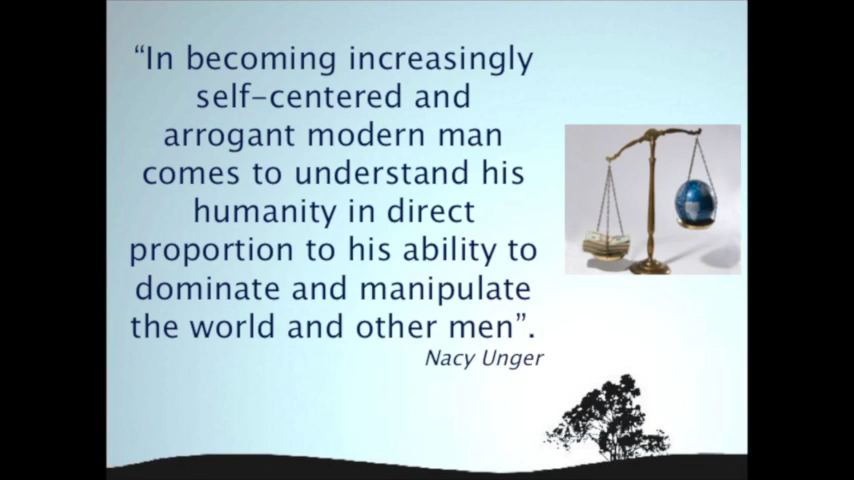 “In becoming increasingly
self-centered and
arrogant modern man
comes to understand his
humanity in direct
proportion to his ability to
dominate and manipulate
the world and other men”.
Nacy Unger